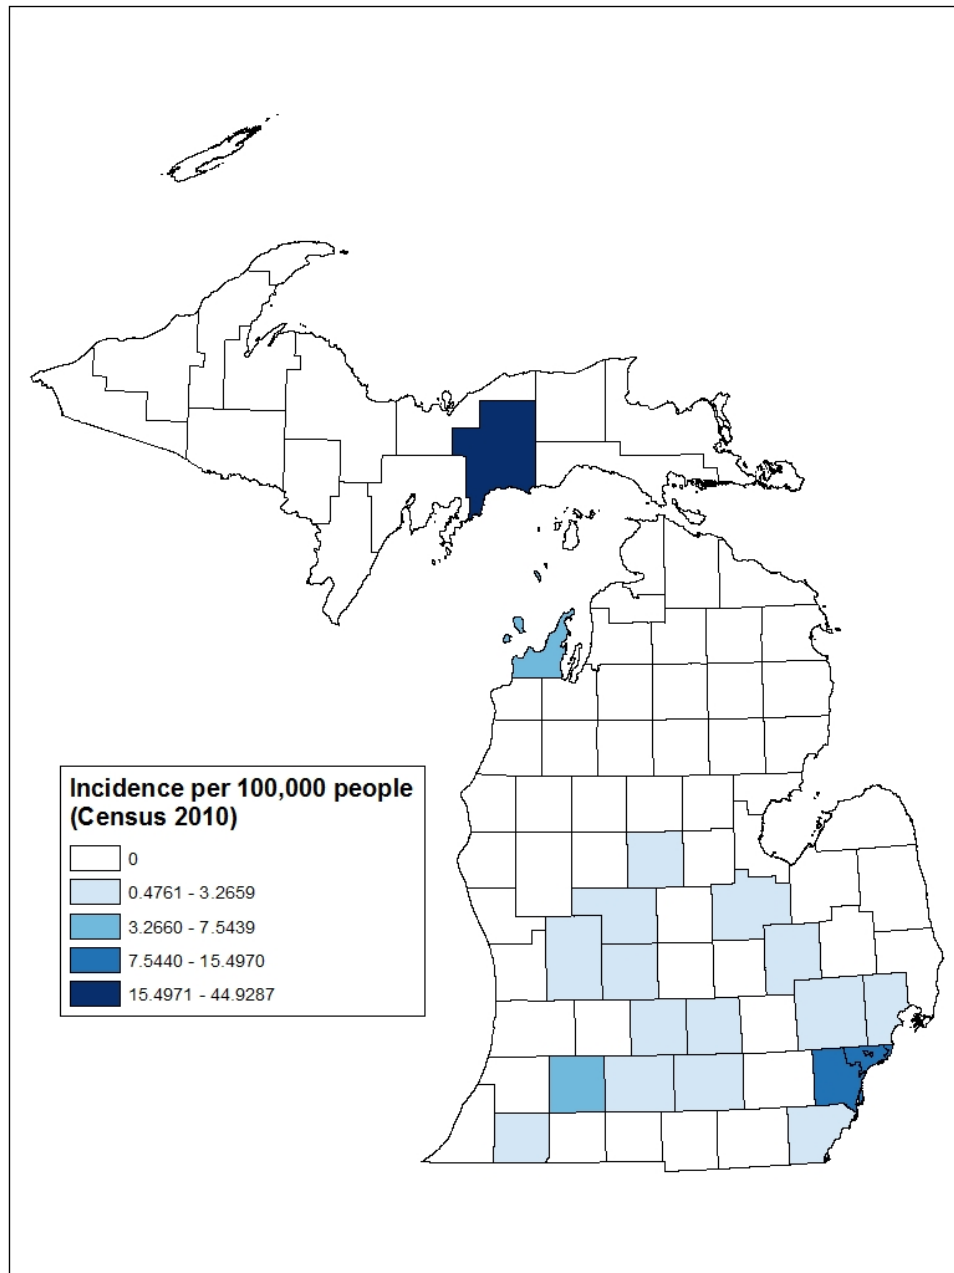 Incidence per 100,000 people
(Census 2010)
0
0.4761 - 3.2659
3.2660 - 7.5439
7.5440 - 15.4970
15.4971 - 44.9287